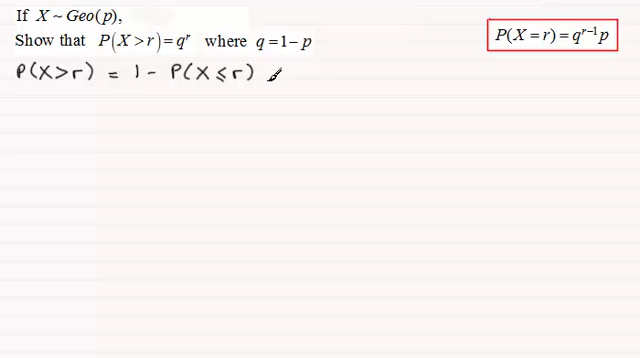 If X ~ Geo(p),
Show that P(X > r) = q^r where q = 1 − p
P(X = r) = q^{r−1}p
P(X > r) = 1 − P(X ≤ r)